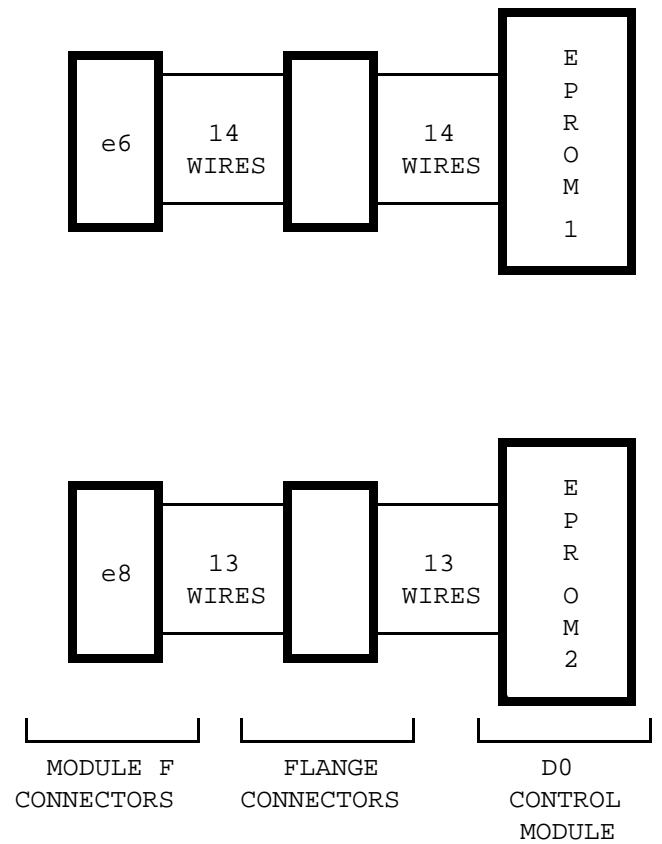 e6
14
WIRES
14
WIRES
E
P
R
O
M
1
e8
13
WIRES
13
WIRES
E
P
R
O
M
2
MODULE F
CONNECTORS
FLANGE
CONNECTORS
D0
CONTROL
MODULE